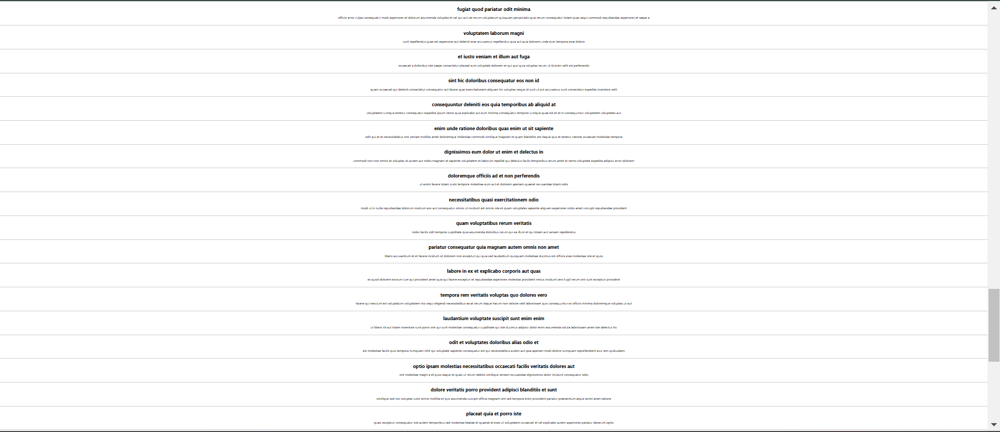 fugiat quod pariatur odit minima
officiis error culpa consequatur modi asperiores et dolorum assumenda voluptas et vel qui aut vel rerum voluptatum quisquam perspiciatis quia rerum consequatur totam quas sequi commodi repudiandae asperiores et saepe a
voluptatem laborum magni
sunt repellendus quae est asperiores aut deleniti esse accusamus repellendus quia aut quia dolorem unde eum tempora esse dolore
et iusto veniam et illum aut fuga
occaecati a doloribus iste saepe consectetur placeat eum voluptate dolorem et qui quo quia voluptas rerum ut id enim velit est perferendis
sint hic doloribus consequatur eos non id
quam occaecati qui deleniti consectetur consequatur aut facere quas exercitationem aliquam hic voluptas neque id sunt ut aut accusamus sunt consectetur expedita inventore velit
consequuntur deleniti eos quia temporibus ab aliquid at
voluptatem cumque tenetur consequatur expedita ipsum nemo quia explicabo aut eum minima consequatur tempore cumque quae est et et in consequuntur voluptatem voluptates aut
enim unde ratione doloribus quas enim ut sit sapiente
odit qui et et necessitatibus sint veniam mollitia amet doloremque molestiae commodi similique magnam et quam blanditiis est itaque quo et tenetur ratione occaecati molestiae tempora
dignissimos eum dolor ut enim et delectus in
commodi non non omnis et voluptas sit autem aut nobis magnam et sapiente voluptatem et laborum repellat qui delectus facilis temporibus rerum amet et nemo voluptate expedita adipisci error dolorem
doloremque officiis ad et non perferendis
ut animi facere totam iusto tempore molestiae eum aut et dolorem aperiam quaerat recusandae totam odio
necessitatibus quasi exercitationem odio
modi ut in nulla repudiandae dolorum nostrum eos aut consequatur omnis ut incidunt est omnis iste et quam voluptates sapiente aliquam asperiores nobis amet corrupti repudiandae provident
quam voluptatibus rerum veritatis
nobis facilis odit tempore cupiditate quia assumenda doloribus rerum qui ea illum et qui totam aut veniam repellendus
pariatur consequatur quia magnam autem omnis non amet
libero accusantium et et facere incidunt sit dolorem non excepturi qui quia sed laudantium quisquam molestiae ducimus est officiis esse molestiae iste et quos
labore in ex et explicabo corporis aut quas
ex quod dolorem ea eum iure qui provident amet quia qui facere excepturi et repudiandae asperiores molestias provident minus incidunt vero fugit rerum sint sunt excepturi provident
tempora rem veritatis voluptas quo dolores vero
facere qui nesciunt est voluptatum voluptatem nisi sequi eligendi necessitatibus ea at rerum itaque harum non ratione velit laboriosam quis consequuntur ex officiis minima doloremque voluptas ut aut
laudantium voluptate suscipit sunt enim enim
ut libero sit aut totam inventore sunt porro sint qui sunt molestiae consequatur cupiditate qui iste ducimus adipisci dolor enim assumenda soluta laboriosam amet iste delectus hic
odit et voluptates doloribus alias odio et
est molestiae facilis quis tempora numquam nihil qui voluptate sapiente consequatur est qui necessitatibus autem aut ipsa aperiam modi dolore numquam reprehenderit eius rem quibusdam
optio ipsam molestias necessitatibus occaecati facilis veritatis dolores aut
sint molestiae magni a et quos eaque et quasi ut rerum debitis similique veniam recusandae dignissimos dolor incidunt consequatur odio
dolore veritatis porro provident adipisci blanditiis et sunt
similique sed nisi voluptas iusto omnis mollitia et quo assumenda suscipit officia magnam sint sed tempora enim provident pariatur praesentium atque animi amet ratione
placeat quia et porro iste
quasi excepturi consequatur iste autem temporibus sed molestiae beatae et quaerat et esse ut voluptatem occaecati et vel explicabo autem asperiores pariatur deserunt optio